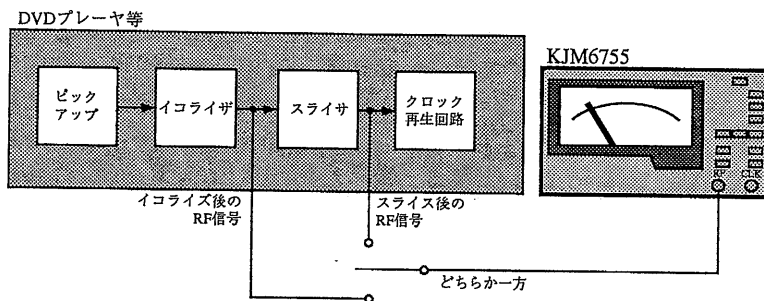 DVDプレーヤ等
KJM6755
ピック
アップ
イコライザ
スライサ
クロック
再生回路
RF
CLK
イコライズ後の
RF信号
スライス後の
RF信号
どちらか一方